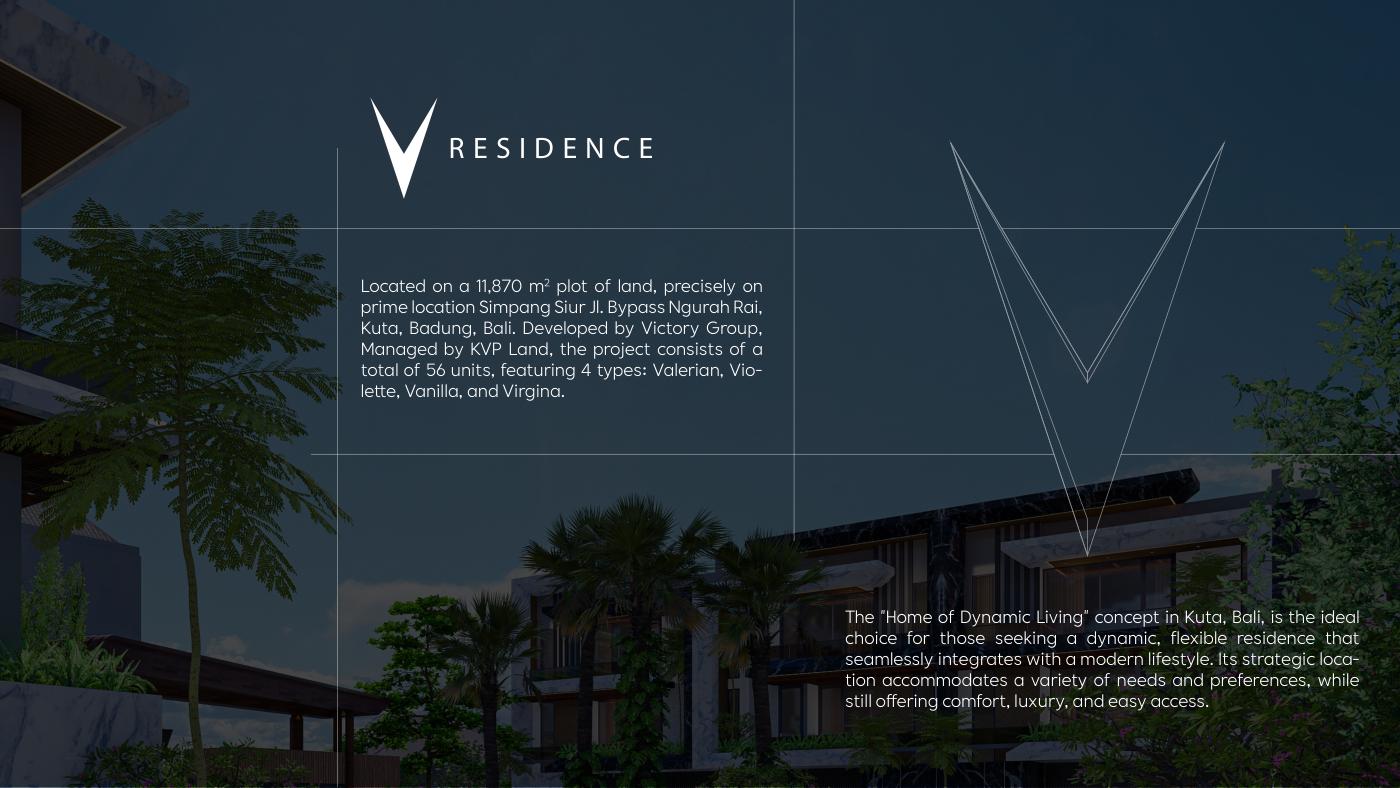 V RESIDENCE
Located on a 11,870 m² plot of land, precisely on
prime location Simpang Siur Jl. Bypass Ngurah Rai,
Kuta, Badung, Bali. Developed by Victory Group,
Managed by KVP Land, the project consists of a
total of 56 units, featuring 4 types: Valerian, Vio-
lette, Vanilla, and Virgina.
The "Home of Dynamic Living" concept in Kuta, Bali, is the ideal
choice for those seeking a dynamic, flexible residence that
seamlessly integrates with a modern lifestyle. Its strategic loca-
tion accommodates a variety of needs and preferences, while
still offering comfort, luxury, and easy access.